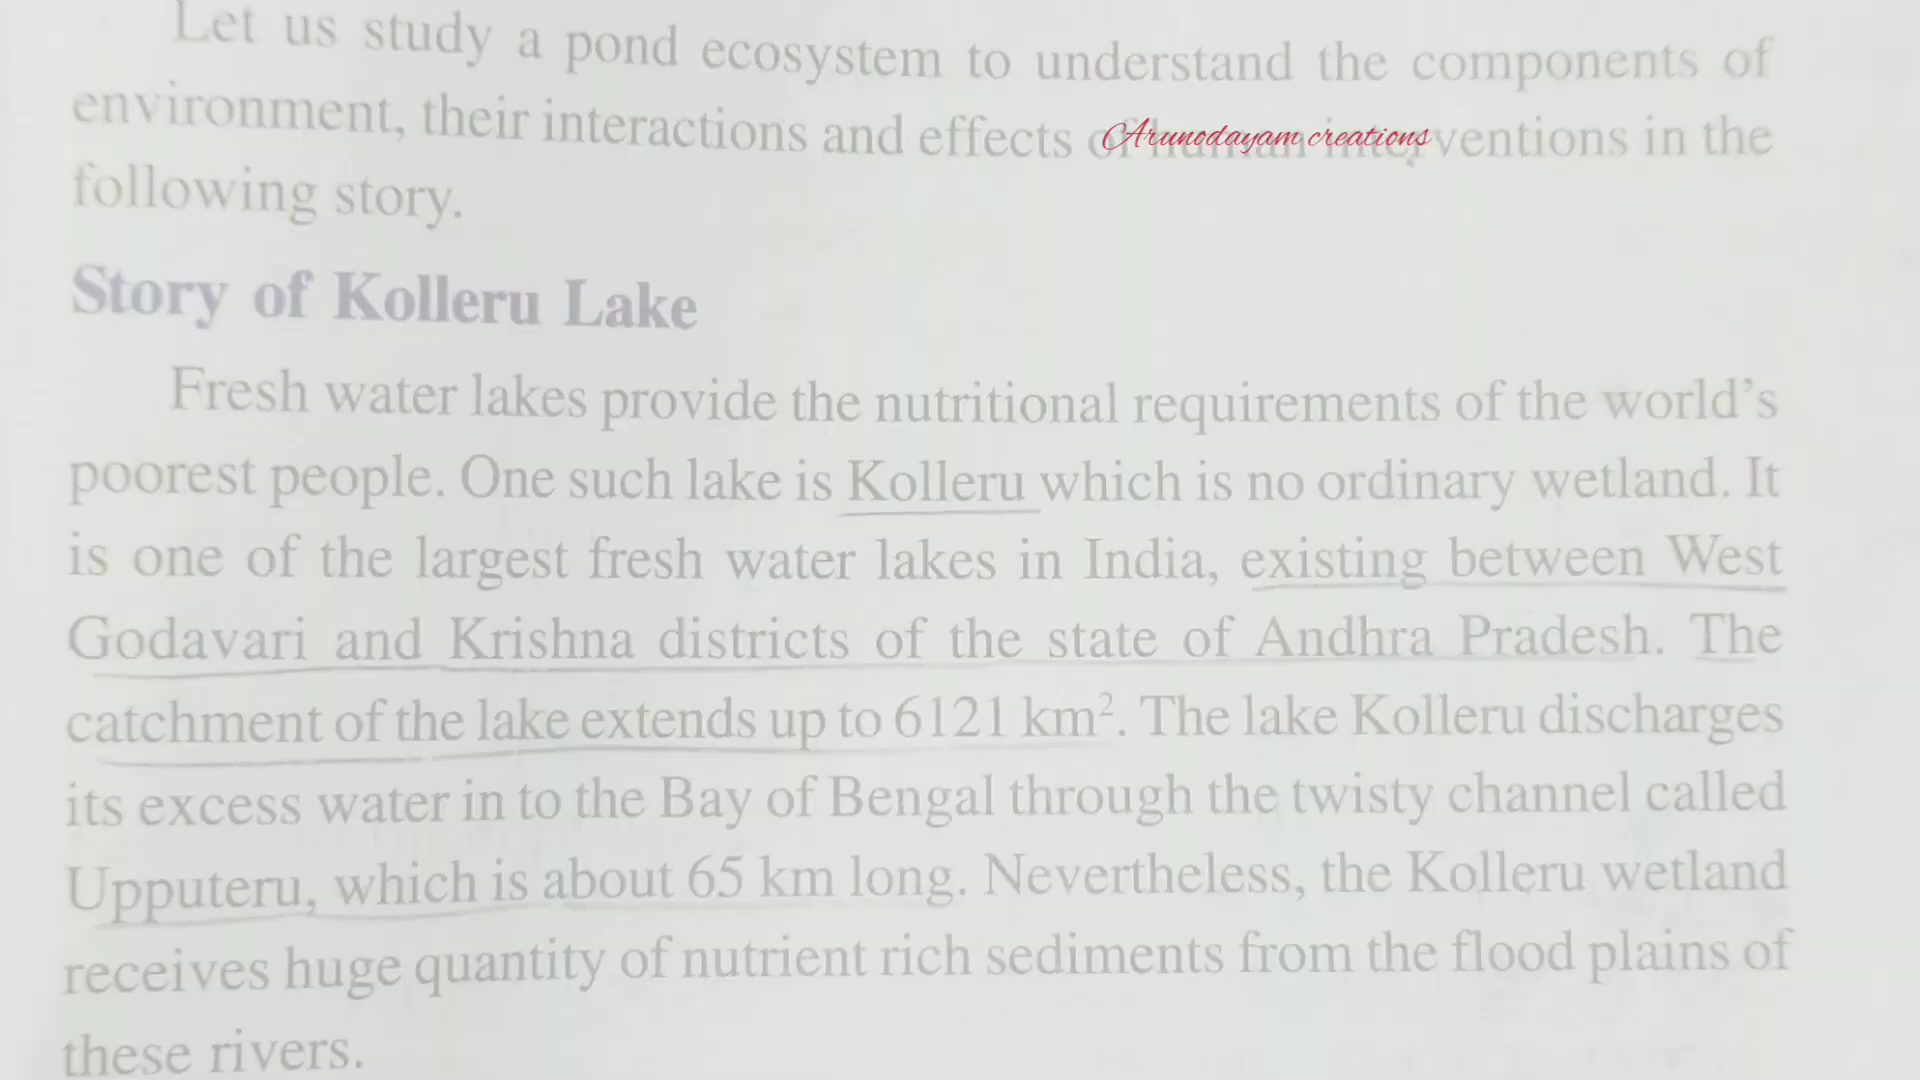 Let us study a pond ecosystem to understand the components of
environment, their interactions and effects of human interventions in the
Arunodayam creations
following story.
Story of Kolleru Lake
Fresh water lakes provide the nutritional requirements of the world's
poorest people. One such lake is Kolleru which is no ordinary wetland. It
is one of the largest fresh water lakes in India, existing between West
Godavari and Krishna districts of the state of Andhra Pradesh. The
catchment of the lake extends up to 6121 km². The lake Kolleru discharges
its excess water in to the Bay of Bengal through the twisty channel called
Upputeru, which is about 65 km long. Nevertheless, the Kolleru wetland
receives huge quantity of nutrient rich sediments from the flood plains of
these rivers.